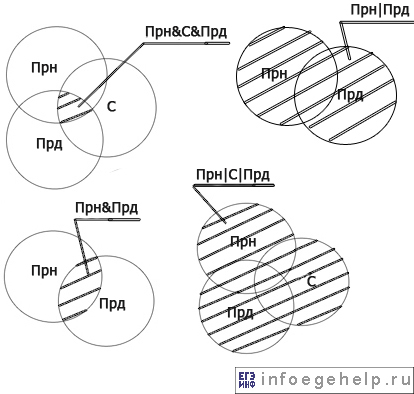 Прн&С&Прд
Прн
С
Прд
Прн|Прд
Прн
Прд
Прн&Прд
Прн
Прд
Прн|С|Прд
Прн
С
Прд
ЕГЭ
ИНФ
infoegehelp.ru